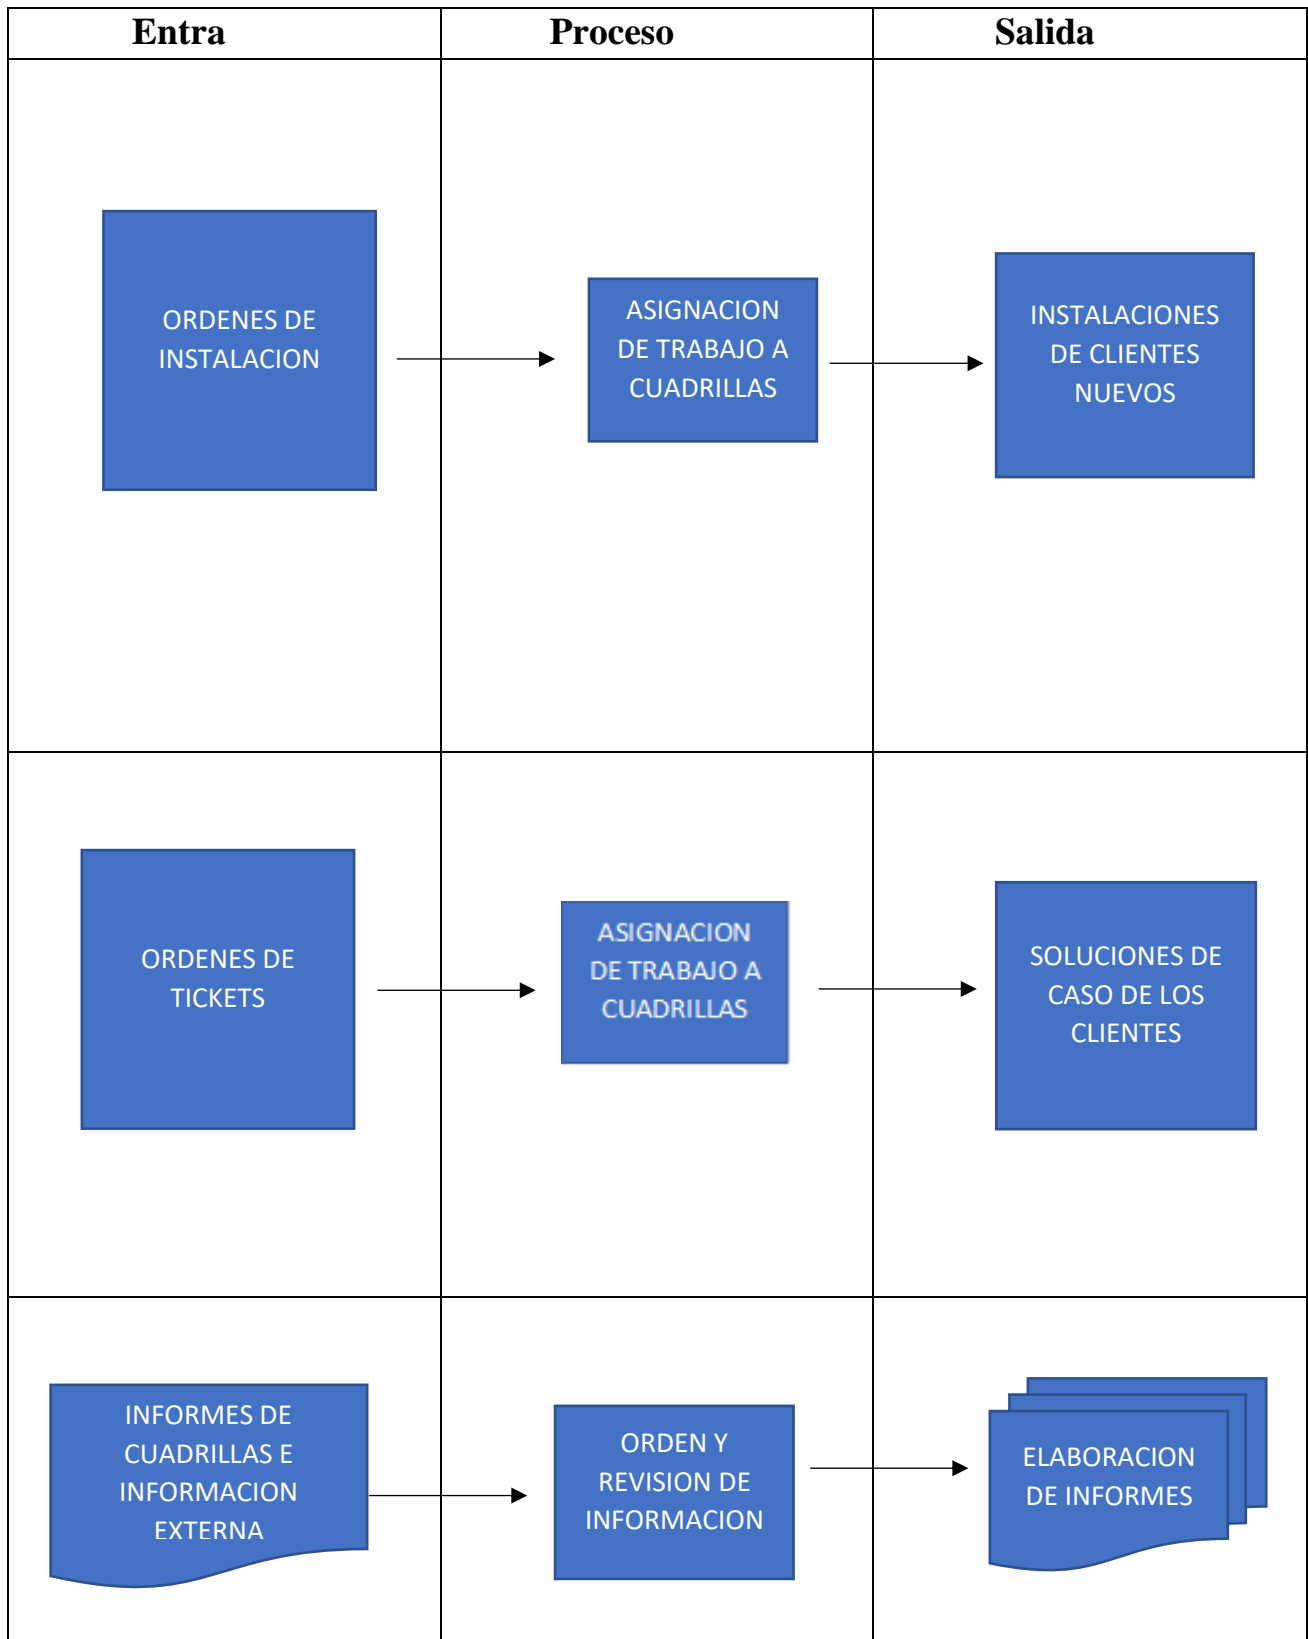 Entra
Proceso
Salida
ORDENES DE
INSTALACION
ASIGNACION
DE TRABAJO A
CUADRILLAS
INSTALACIONES
DE CLIENTES
NUEVOS
ORDENES DE
TICKETS
ASIGNACION
DE TRABAJO A
CUADRILLAS
SOLUCIONES DE
CASO DE LOS
CLIENTES
INFORMES DE
CUADRILLAS E
INFORMACION
EXTERNA
ORDEN Y
REVISION DE
INFORMACION
ELABORACION
DE INFORMES